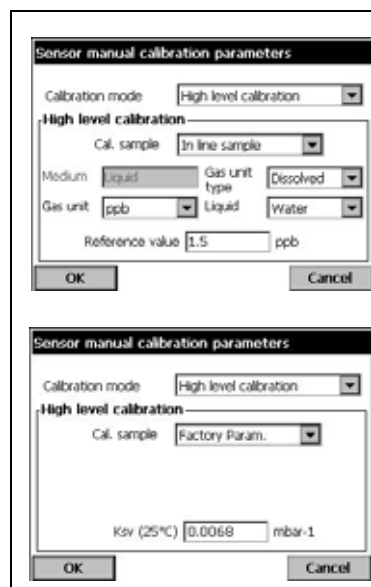 Sensor manual calibration parameters
Calibration mode High level calibration
High level calibration
Cal. sample In line sample
Medium Liquid Gas unit type Dissolved
Gas unit ppb Liquid Water
Reference value 1.5 ppb
OK Cancel
Sensor manual calibration parameters
Calibration mode High level calibration
High level calibration
Cal. sample Factory Param.
Ksv (25°C) 0.0068 mbar-1
OK Cancel